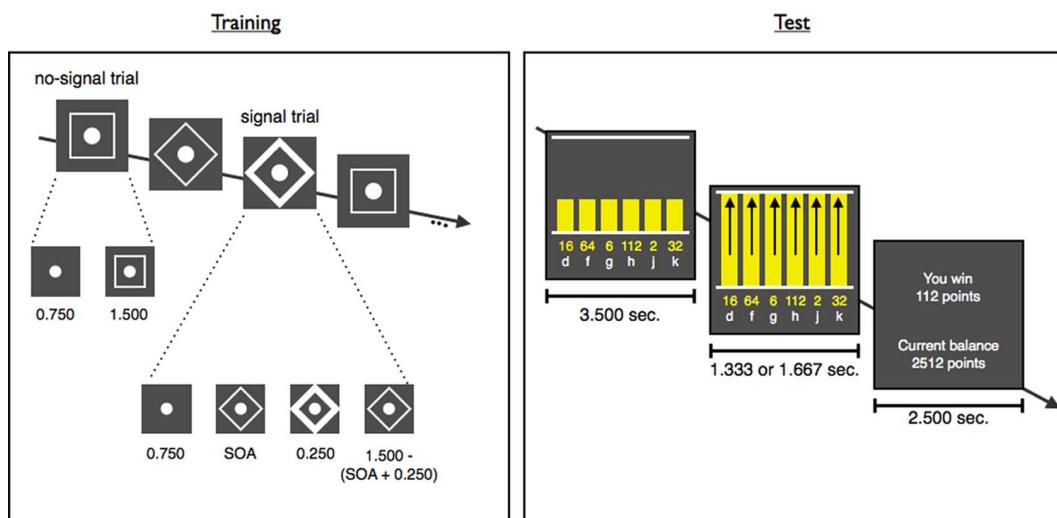 Training
no-signal trial
signal trial
...
0.750 1.500
0.750 SOA 0.250 1.500 -
(SOA + 0.250)
Test
16 64 6 112 2 32
d f g h j k
3.500 sec.
16 64 6 112 2 32
d f g h j k
1.333 or 1.667 sec.
You win
112 points
Current balance
2512 points
2.500 sec.